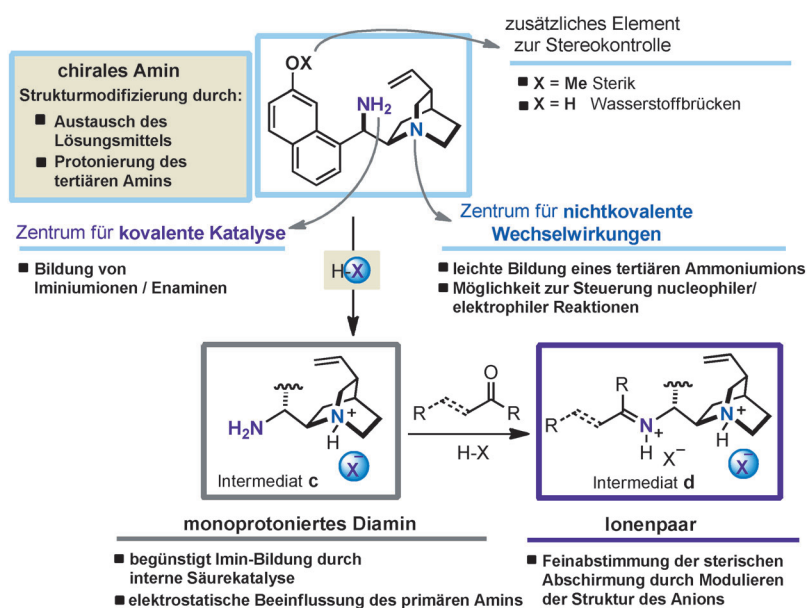 zusätzliches Element
zur Stereokontrolle
chirales Amin
Strukturmodifizierung durch:
■ Austausch des
Lösungsmittels
■ Protonierung des
tertiären Amins
OX
NH2
N
■ X = Me Sterik
■ X = H Wasserstoffbrücken
Zentrum für kovalente Katalyse
■ Bildung von
Iminiumionen / Enaminen
Zentrum für nichtkovalente
Wechselwirkungen
■ leichte Bildung eines tertiären Ammoniumions
■ Möglichkeit zur Steuerung nucleophiler/
elektrophiler Reaktionen
H-X
H2N
N+
H
X−
Intermediat c
O
R
R
H-X
R
R
N
+
H
X−
N+
H
X−
Intermediat d
monoprotoniertes Diamin
■ begünstigt Imin-Bildung durch
interne Säurekatalyse
■ elektrostatische Beeinflussung des primären Amins
Ionenpaar
■ Feinabstimmung der sterischen
Abschirmung durch Modulieren
der Struktur des Anions